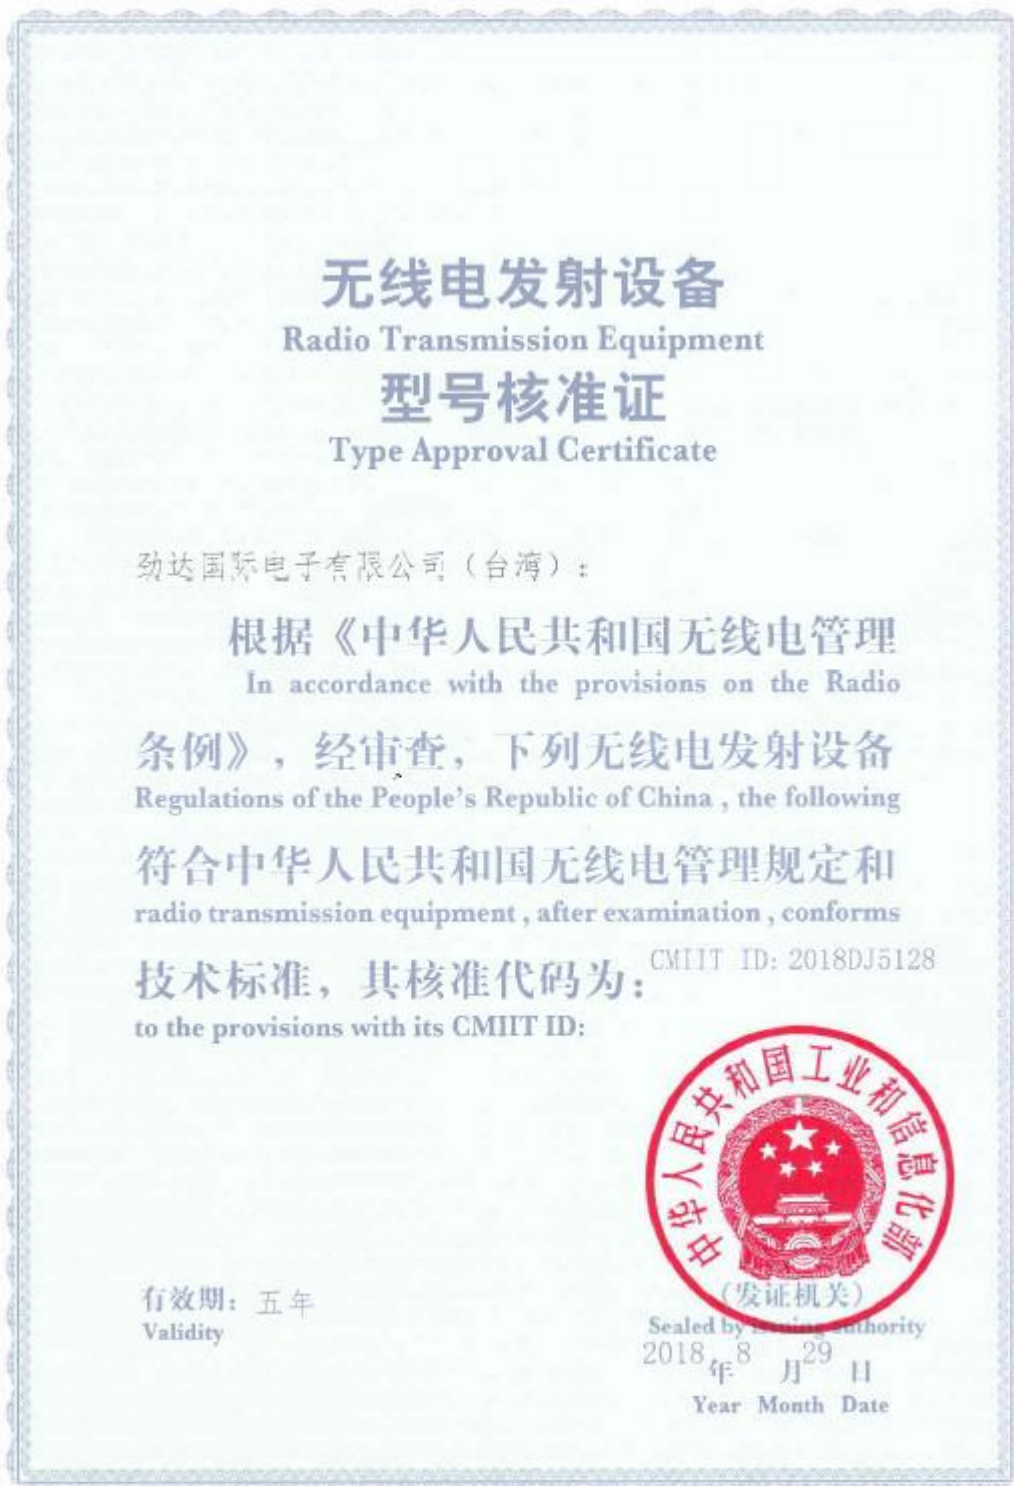 无线电发射设备
Radio Transmission Equipment
型号核准证
Type Approval Certificate
劲达国际电子有限公司（台湾）：
根据《中华人民共和国无线电管理
In accordance with the provisions on the Radio
条例》，经审查，下列无线电发射设备
Regulations of the People's Republic of China , the following
符合中华人民共和国无线电管理规定和
radio transmission equipment , after examination , conforms
技术标准，其核准代码为：CMIIT ID: 2018DJ5128
to the provisions with its CMIIT ID:
中华人民共和国工业和信息化部
有效期：五年
Validity
（发证机关）
Sealed by issuing authority
2018 年 8 月 29 日
Year Month Date